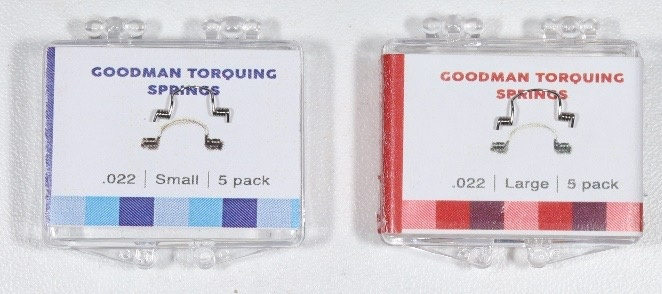 GOODMAN TORQUING
SPRINGS
.022 | Small | 5 pack
GOODMAN TORQUING
SPRINGS
.022 | Large | 5 pack